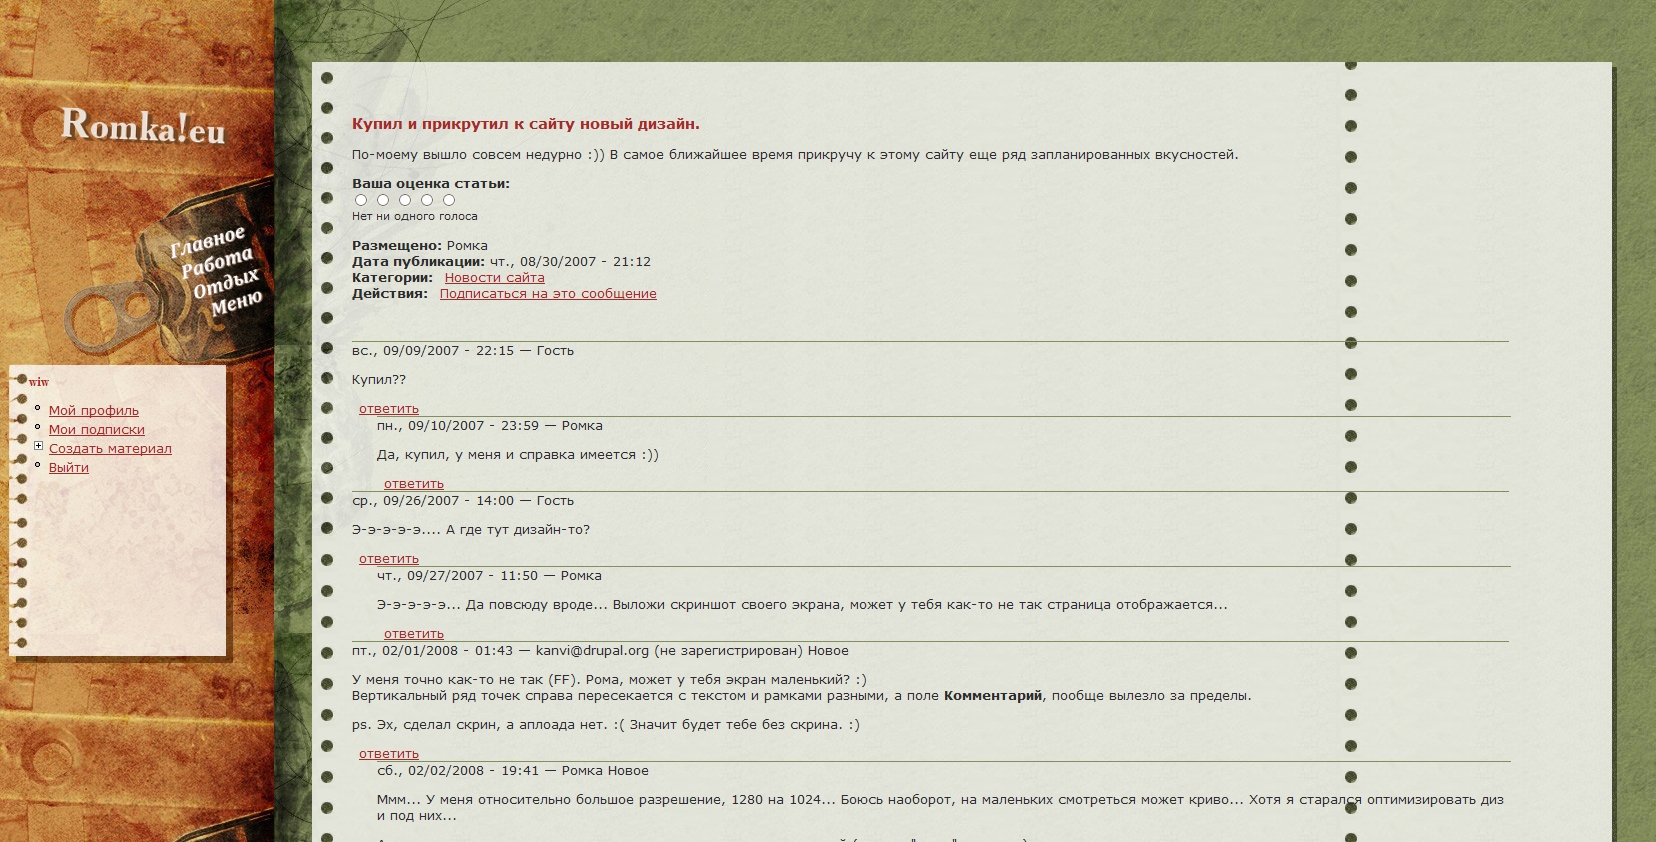 Romka!eu
Главное
Работа
Отдых
Меню
wiw
Мой профиль
Мои подписки
Создать материал
Выйти
Купил и прикрутил к сайту новый дизайн.
По-моему вышло совсем недурно :)) В самое ближайшее время прикручу к этому сайту еще ряд запланированных вкусностей.
Ваша оценка статьи:
Нет ни одного голоса
Размещено: Ромка
Дата публикации: чт., 08/30/2007 - 21:12
Категории: Новости сайта
Действия: Подписаться на это сообщение
вс., 09/09/2007 - 22:15 — Гость
Купил??
ответить
пн., 09/10/2007 - 23:59 — Ромка
Да, купил, у меня и справка имеется :))
ответить
ср., 09/26/2007 - 14:00 — Гость
Э-э-э-э-э.... А где тут дизайн-то?
ответить
чт., 09/27/2007 - 11:50 — Ромка
Э-э-э-э-э... Да повсюду вроде... Выложи скриншот своего экрана, может у тебя как-то не так страница отображается...
ответить
пт., 02/01/2008 - 01:43 — kanvi@drupal.org (не зарегистрирован) Новое
У меня точно как-то не так (FF). Рома, может у тебя экран маленький? :)
Вертикальный ряд точек справа пересекается с текстом и рамками разными, а поле Комментарий, пообще вылезло за пределы.
ps. Эх, сделал скрин, а аплоада нет. :( Значит будет тебе без скрина. :)
ответить
сб., 02/02/2008 - 19:41 — Ромка Новое
Ммм... У меня относительно большое разрешение, 1280 на 1024... Боюсь наоборот, на маленьких смотреться может криво... Хотя я старался оптимизировать диз
и под них...